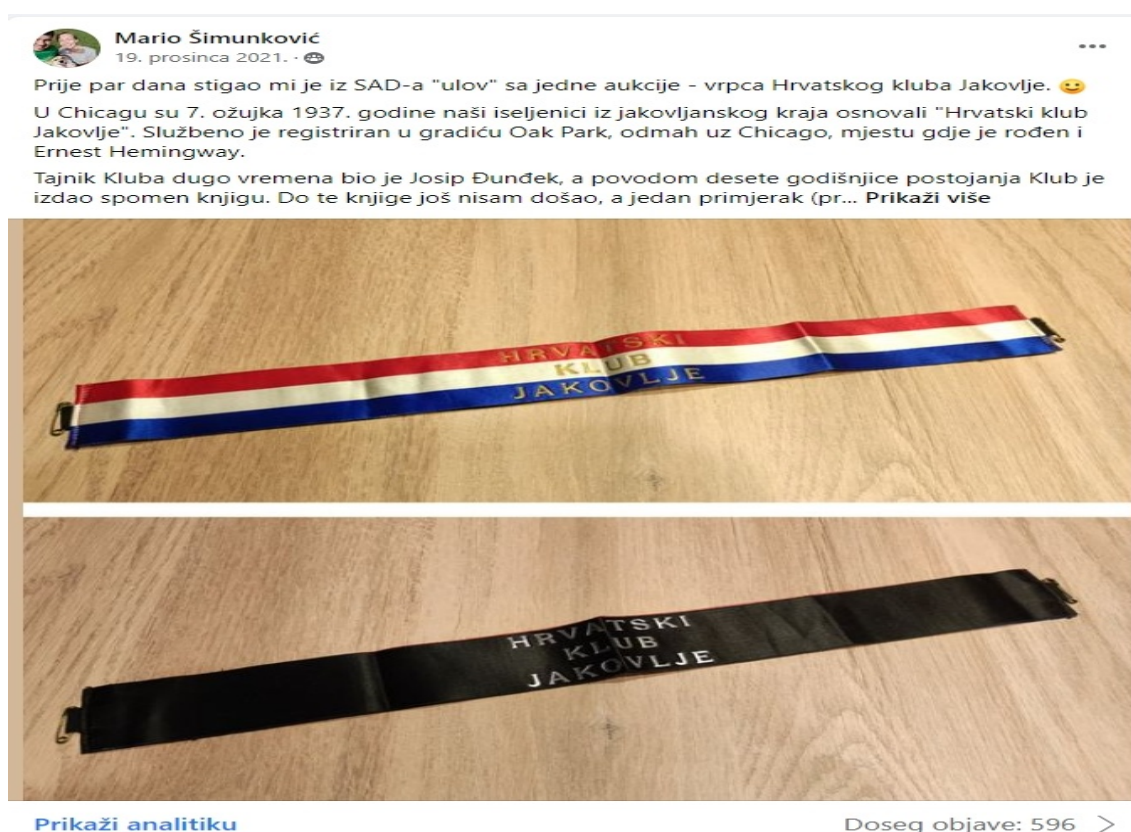 Mario Šimunković
19. prosinca 2021. ·
Prije par dana stigao mi je iz SAD-a "ulov" sa jedne aukcije - vrpca Hrvatskog kluba Jakovlje.
U Chicagu su 7. ožujka 1937. godine naši iseljenici iz jakovljanskog kraja osnovali "Hrvatski klub
Jakovlje". Službeno je registriran u gradiću Oak Park, odmah uz Chicago, mjestu gdje je rođen i
Ernest Hemingway.
Tajnik Kluba dugo vremena bio je Josip Đunđek, a povodom desete godišnjice postojanja Klub je
izdao spomen knjigu. Do te knjige još nisam došao, a jedan primjerak (pr... Prikaži više
HRVATSKI
KLUB
JAKOVLJE
HRVATSKI
KLUB
JAKOVLJE
Prikaži analitiku
Doseg objave: 596 >